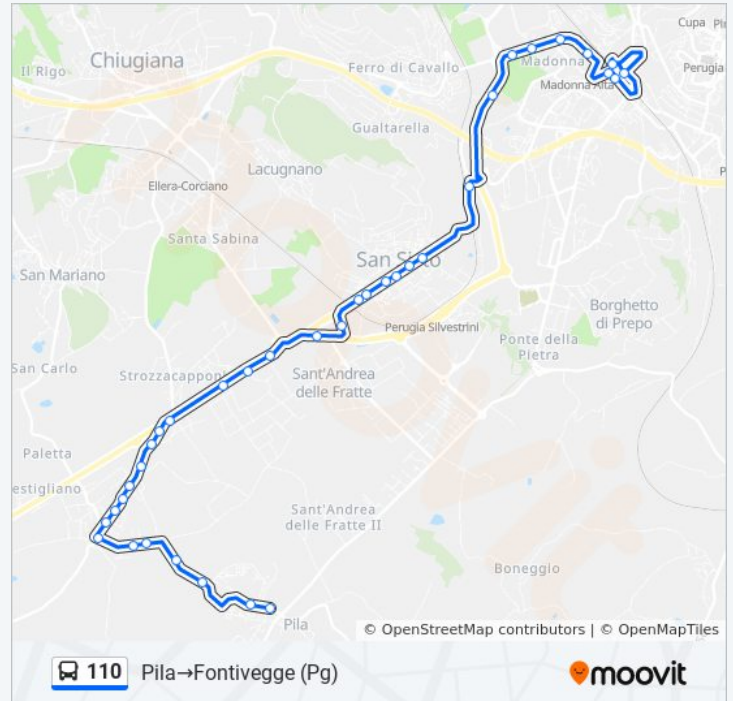 Cupa
Chiugiana
Il Rigo
Ferro di Cavallo
Madonna
Perugia
Madonna Alta
Gualtarella
Lacugnano
Ellera-Corciano
Santa Sabina
San Sisto
San Mariano
Borghetto
di Prepo
Perugia Silvestrini
Ponte della
Pietra
San Carlo
Strozzacapponi
Sant'Andrea
delle Fratte
Paletta
estigliano
Sant'Andrea
delle Fratte II
Boneggio
Pila
© OpenStreetMap contributors | © OpenMapTiles
110 Pila→Fontivegge (Pg)
moovit